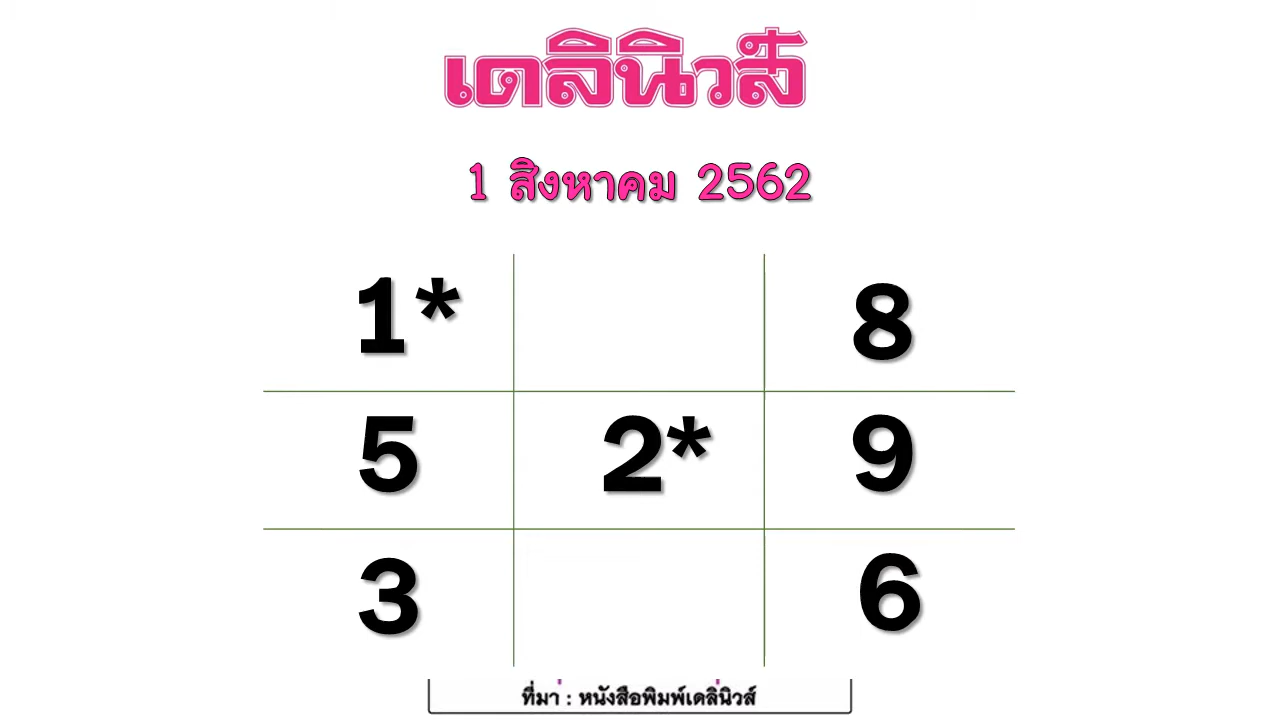 เดลินิวส์
1 สิงหาคม 2562
1* 8
5 2* 9
3 6
ที่มา : หนังสือพิมพ์เดลินิวส์